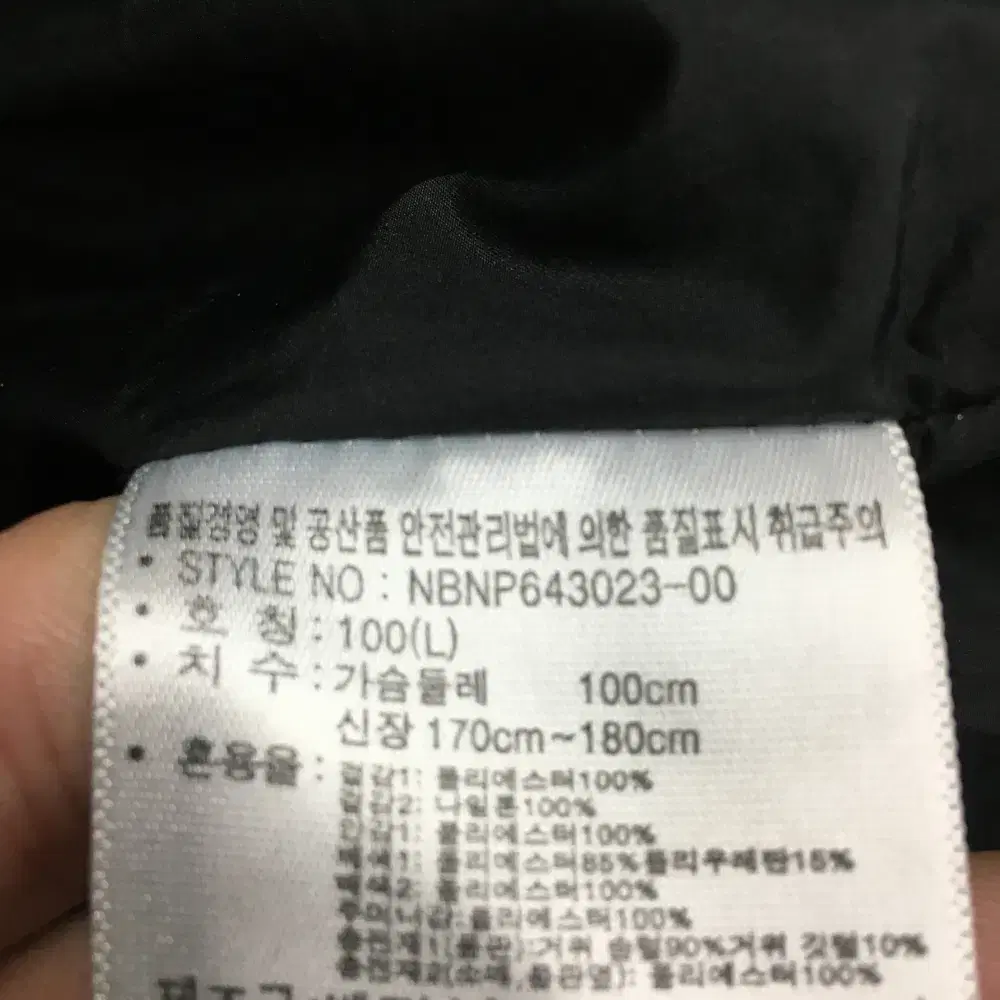 품질경영 및 공산품 안전관리법에 의한 품질표시 취급주의
• STYLE NO : NBNP643023-00
• 호 칭 : 100(L)
• 치 수 : 가슴둘레 100cm
신장 170cm~180cm
• 혼용율 : 겉감1: 폴리에스터100%
겉감2: 나일론100%
안감1: 폴리에스터100%
배색1: 폴리에스터85%폴리우레탄15%
배색2: 폴리에스터100%
주머니감:폴리에스터100%
충전재1(몸판):거위 솜털90%거위 깃털10%
충전재2(소매,몸판옆): 폴리에스터100%
제조국